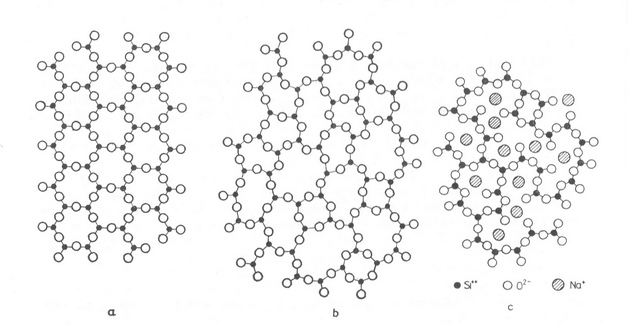 Si⁴⁺ O²⁻ Na⁺
a b c